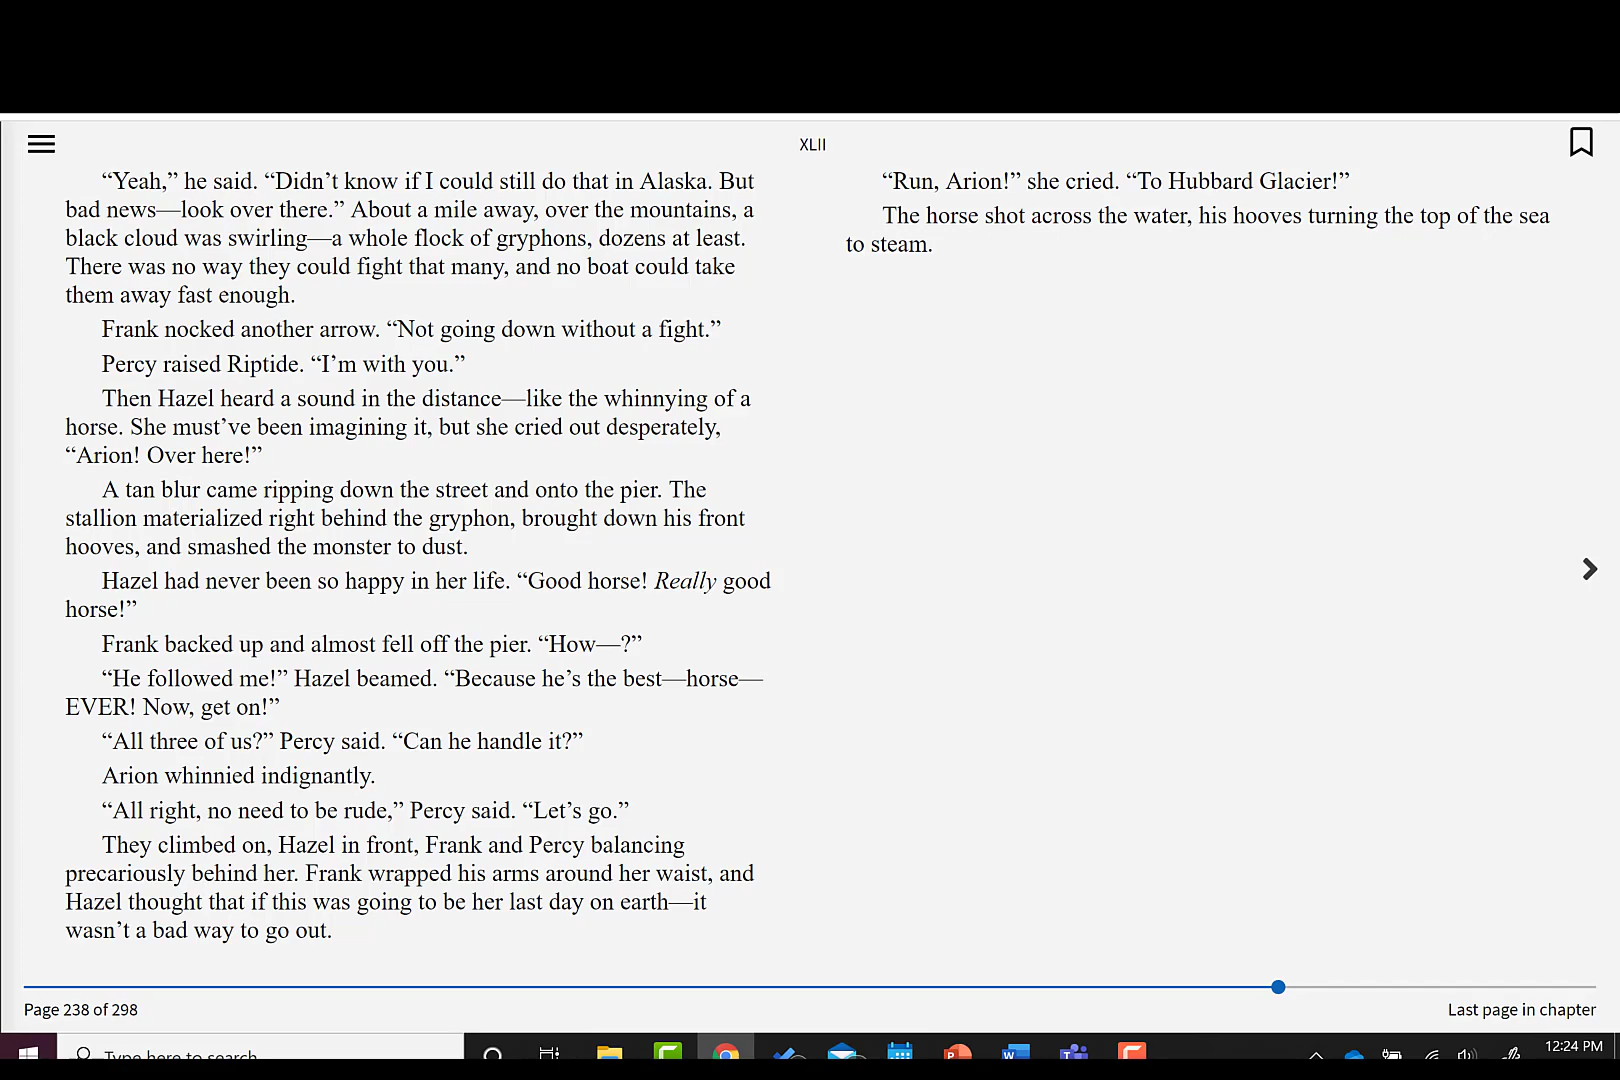 XLII
“Yeah,” he said. “Didn’t know if I could still do that in Alaska. But
bad news—look over there.” About a mile away, over the mountains, a
black cloud was swirling—a whole flock of gryphons, dozens at least.
There was no way they could fight that many, and no boat could take
them away fast enough.
Frank nocked another arrow. “Not going down without a fight.”
Percy raised Riptide. “I’m with you.”
Then Hazel heard a sound in the distance—like the whinnying of a
horse. She must’ve been imagining it, but she cried out desperately,
“Arion! Over here!”
A tan blur came ripping down the street and onto the pier. The
stallion materialized right behind the gryphon, brought down his front
hooves, and smashed the monster to dust.
Hazel had never been so happy in her life. “Good horse! Really good
horse!”
Frank backed up and almost fell off the pier. “How—?”
“He followed me!” Hazel beamed. “Because he’s the best—horse—
EVER! Now, get on!”
“All three of us?” Percy said. “Can he handle it?”
Arion whinnied indignantly.
“All right, no need to be rude,” Percy said. “Let’s go.”
They climbed on, Hazel in front, Frank and Percy balancing
precariously behind her. Frank wrapped his arms around her waist, and
Hazel thought that if this was going to be her last day on earth—it
wasn’t a bad way to go out.
“Run, Arion!” she cried. “To Hubbard Glacier!”
The horse shot across the water, his hooves turning the top of the sea
to steam.
Page 238 of 298
Last page in chapter
Type here to search
12:24 PM